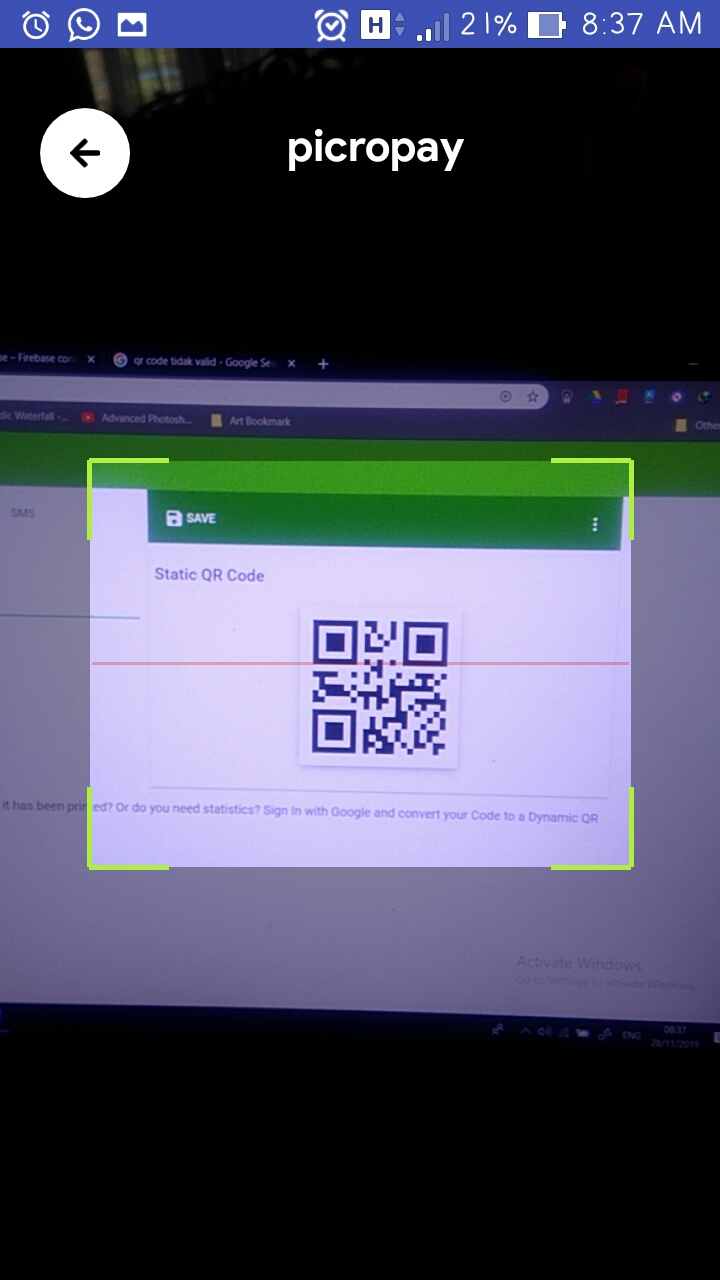 21% 8:37 AM
picropay
se – Firebase con
qr code tidak valid - Google Se
dic Waterfall -...
Advanced Photosh...
Art Bookmark
Othe
SMS
SAVE
Static QR Code
it has been printed? Or do you need statistics? Sign In with Google and convert your Code to a Dynamic QR
Activate Windows
Go to Settings to activate Windows.
ENG
08:37
28/11/2019